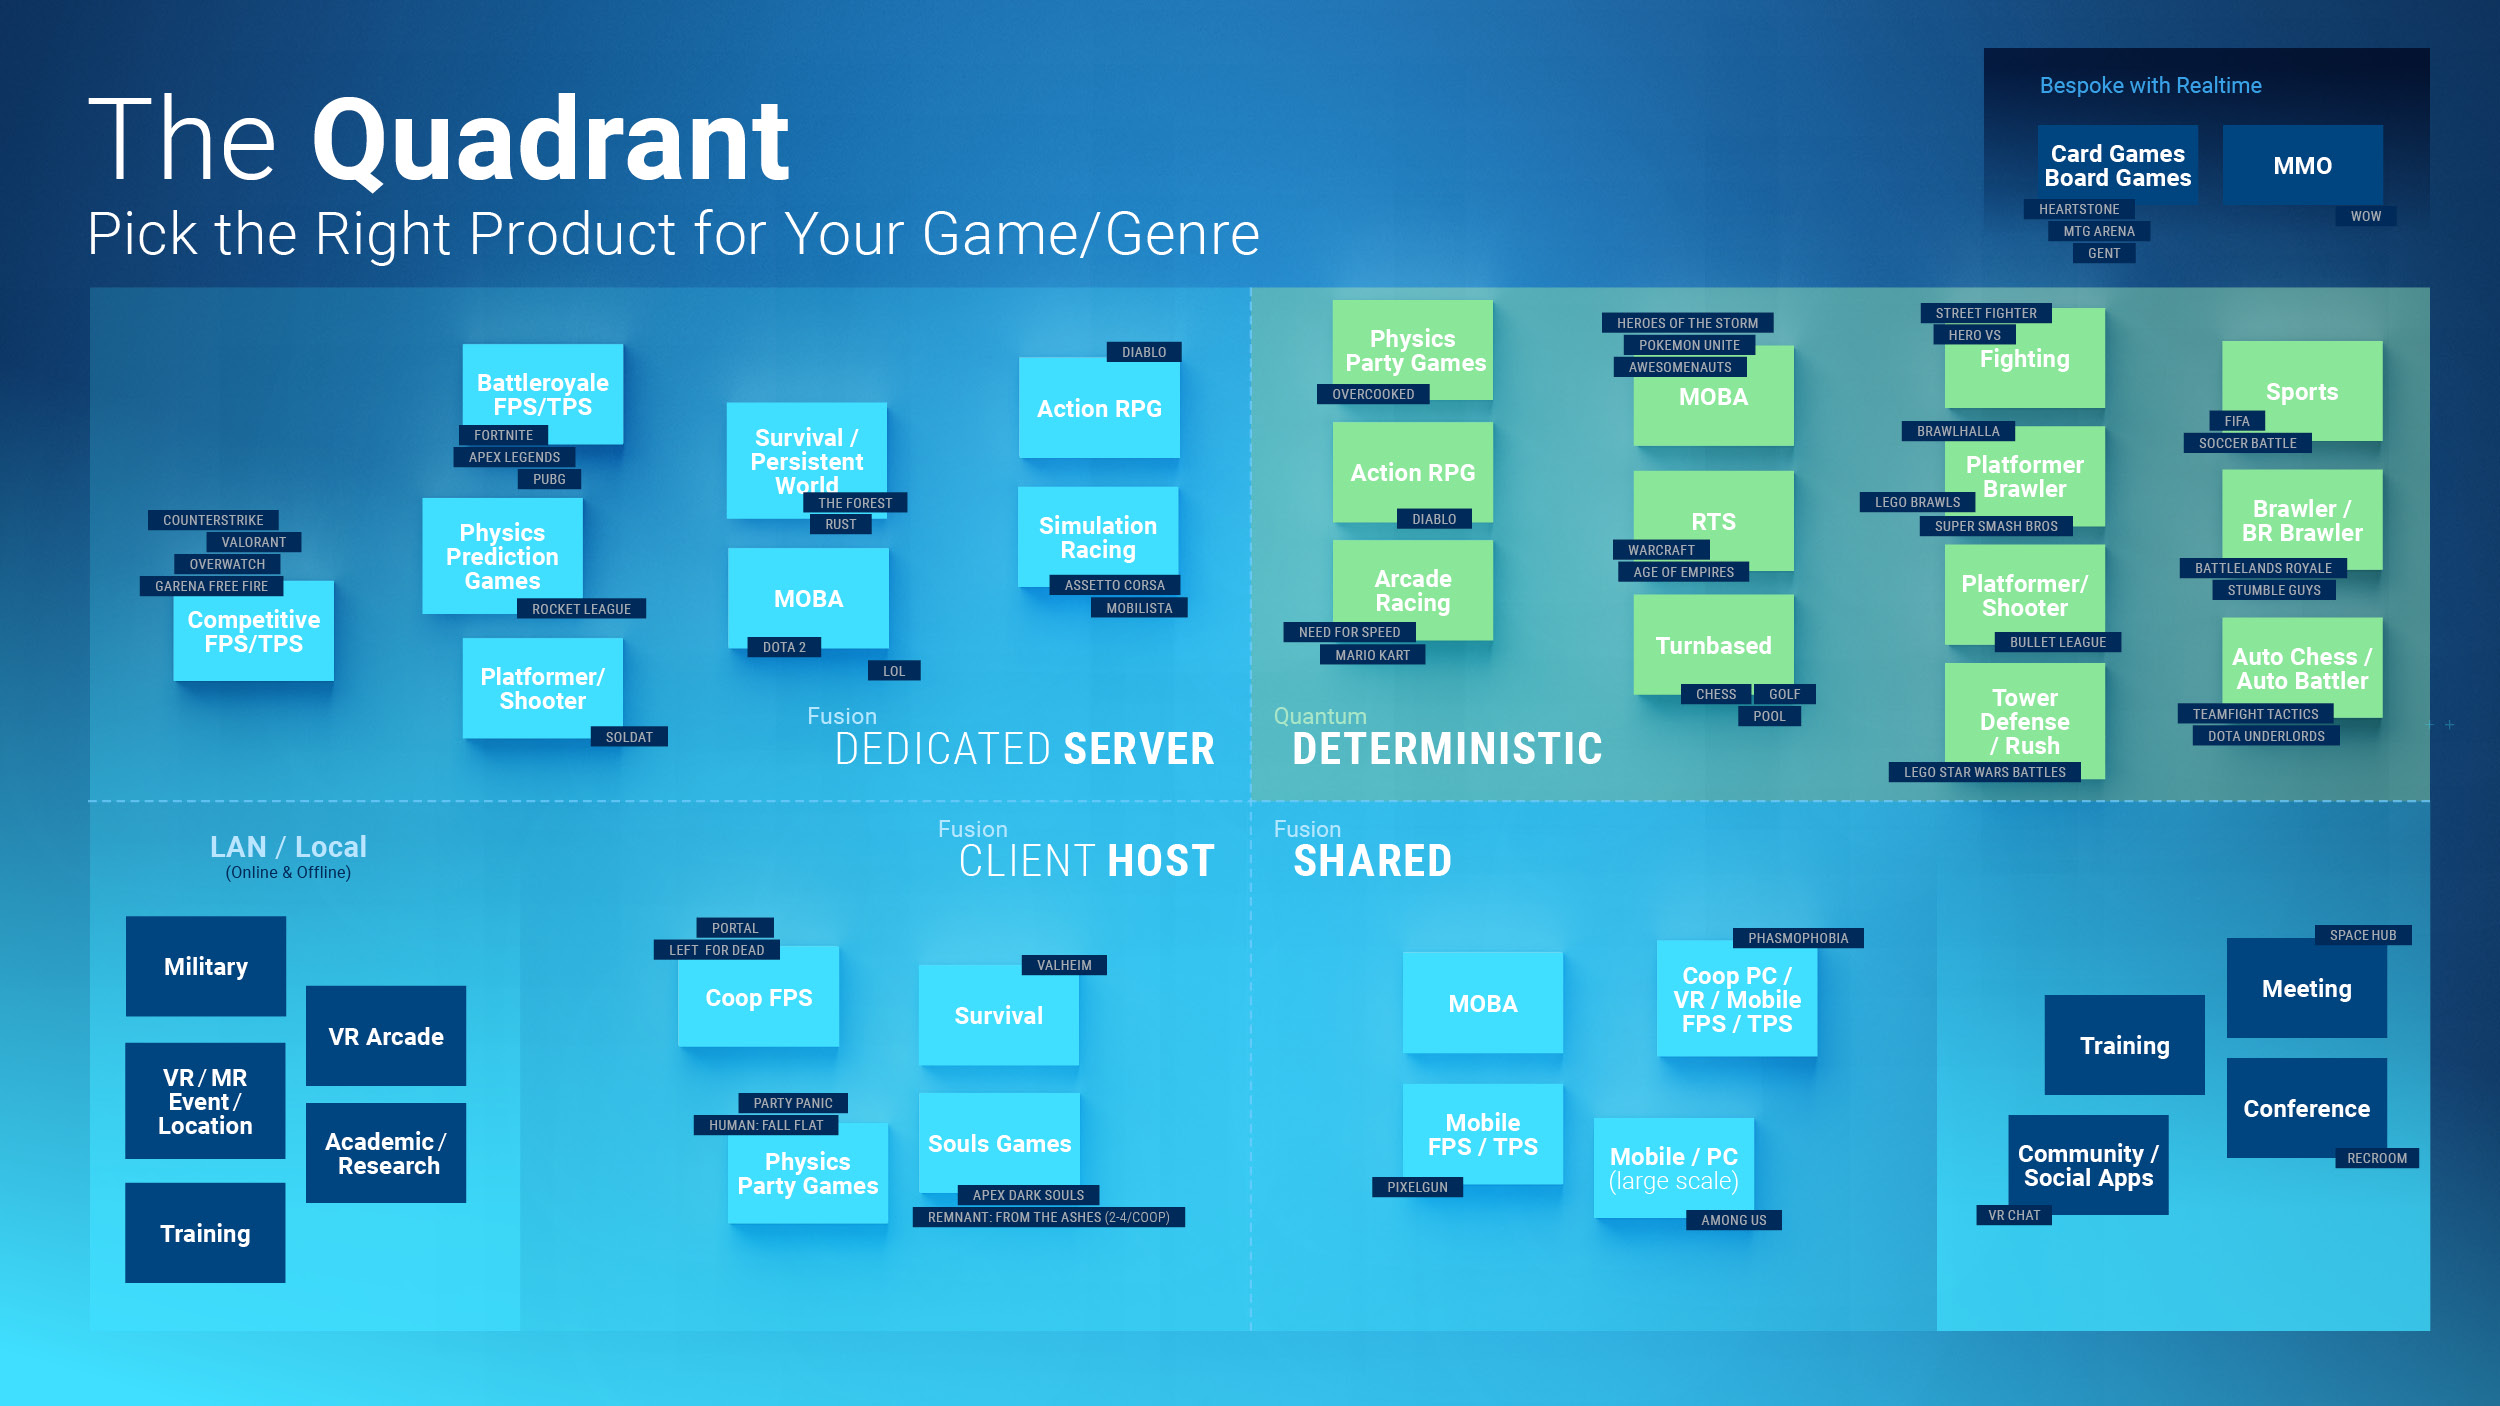 The Quadrant
Pick the Right Product for Your Game/Genre
Bespoke with Realtime
Card Games
Board Games
HEARTSTONE
MTG ARENA
GENT
MMO
WOW
Battleroyale
FPS/TPS
FORTNITE
APEX LEGENDS
PUBG
COUNTERSTRIKE
VALORANT
OVERWATCH
GARENA FREE FIRE
Competitive
FPS/TPS
Physics
Prediction
Games
ROCKET LEAGUE
Platformer/
Shooter
SOLDAT
Survival /
Persistent
World
THE FOREST
RUST
MOBA
DOTA 2
LOL
DIABLO
Action RPG
Simulation
Racing
ASSETTO CORSA
MOBILISTA
Fusion
DEDICATED SERVER
Physics
Party Games
OVERCOOKED
Action RPG
DIABLO
Arcade
Racing
NEED FOR SPEED
MARIO KART
HEROES OF THE STORM
POKEMON UNITE
AWESOMENAUTS
MOBA
RTS
WARCRAFT
AGE OF EMPIRES
Turnbased
CHESS
GOLF
POOL
STREET FIGHTER
HERO VS
Fighting
BRAWLHALLA
Platformer
Brawler
LEGO BRAWLS
SUPER SMASH BROS
Platformer/
Shooter
BULLET LEAGUE
Tower
Defense
/ Rush
LEGO STAR WARS BATTLES
Sports
FIFA
SOCCER BATTLE
Brawler /
BR Brawler
BATTLELANDS ROYALE
STUMBLE GUYS
Auto Chess /
Auto Battler
TEAMFIGHT TACTICS
DOTA UNDERLORDS
Quantum
DETERMINISTIC
LAN / Local
(Online & Offline)
Military
VR / MR
Event /
Location
Training
VR Arcade
Academic /
Research
Fusion
CLIENT HOST
PORTAL
LEFT FOR DEAD
Coop FPS
PARTY PANIC
HUMAN: FALL FLAT
Physics
Party Games
VALHEIM
Survival
Souls Games
APEX DARK SOULS
REMNANT: FROM THE ASHES (2-4/COOP)
Fusion
SHARED
MOBA
Mobile
FPS / TPS
PIXELGUN
PHASMOPHOBIA
Coop PC /
VR / Mobile
FPS / TPS
Mobile / PC
(large scale)
AMONG US
Training
Community /
Social Apps
VR CHAT
SPACE HUB
Meeting
Conference
RECROOM